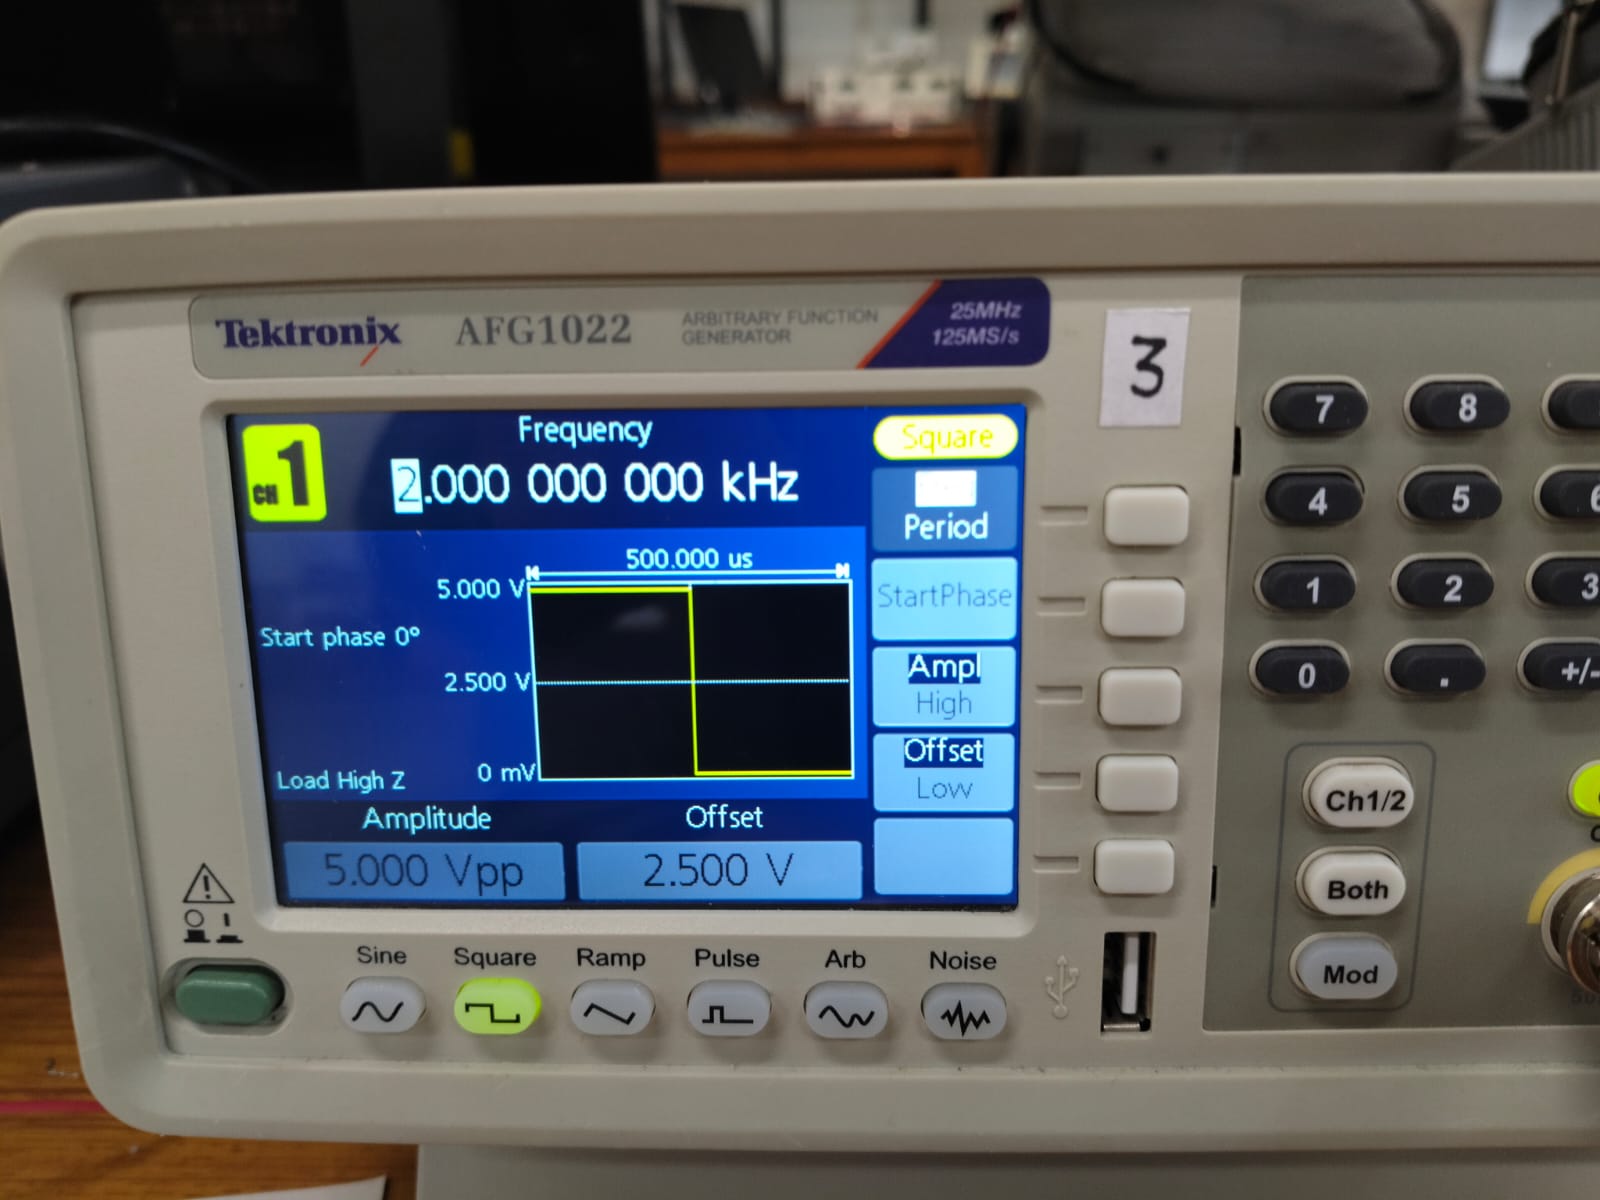 Tektronix AFG1022 ARBITRARY FUNCTION GENERATOR 25MHz 125MS/s
3
CH 1
Frequency
2.000 000 000 kHz
Square
Period
StartPhase
Ampl
High
Offset
Low
500.000 us
5.000 V
Start phase 0°
2.500 V
Load High Z
0 mV
Amplitude
Offset
5.000 Vpp
2.500 V
Sine
Square
Ramp
Pulse
Arb
Noise
7 8
4 5 6
1 2 3
0 . +/-
Ch1/2
Both
Mod